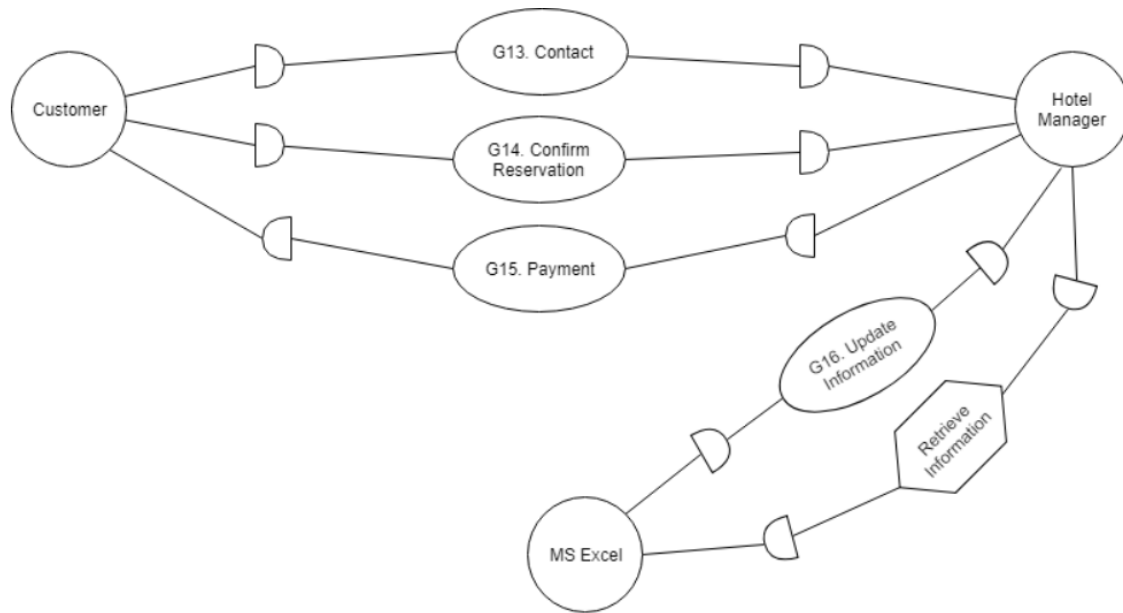 G13. Contact
Customer
Hotel
Manager
G14. Confirm
Reservation
G15. Payment
G16. Update
Information
Retrieve
Information
MS Excel